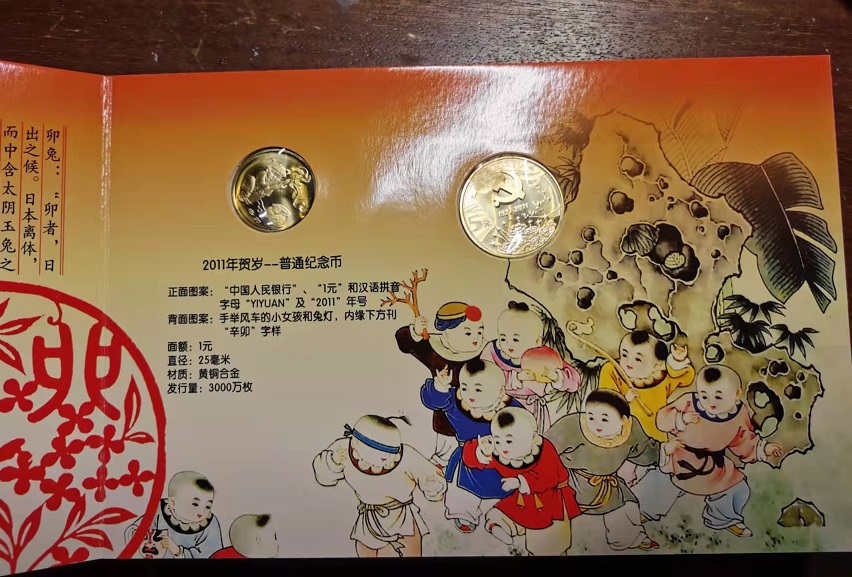 卯兔：“卯者，日
出之候。日本离体，
而中含太阴玉兔之
卯
2011年贺岁--普通纪念币
正面图案：“中国人民银行”、“1元”和汉语拼音
字母“YIYUAN”及“2011”年号
背面图案：手举风车的小女孩和兔灯，内缘下方刊
“辛卯”字样
面额：1元
直径：25毫米
材质：黄铜合金
发行量：3000万枚